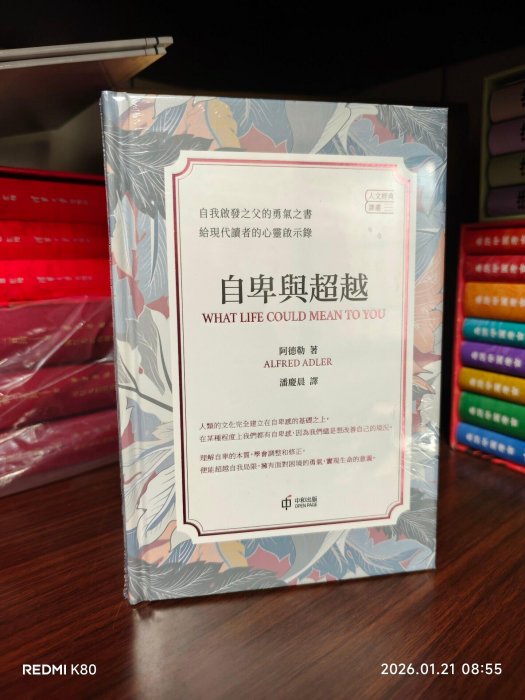 人文經典
譯叢
自我啟發之父的勇氣之書
給現代讀者的心靈啟示錄
自卑與超越
WHAT LIFE COULD MEAN TO YOU
阿德勒 著
ALFRED ADLER
潘慶晨 譯
人類的文化完全建立在自卑感的基礎之上。
在某種程度上我們都有自卑感，因為我們總是想改善自己的境況。
理解自卑的本質，學會調整和修正，
便能超越自我局限，擁有面對困境的勇氣，實現生命的意義。
中和出版
OPEN PAGE
REDMI K80
2026.01.21 08:55